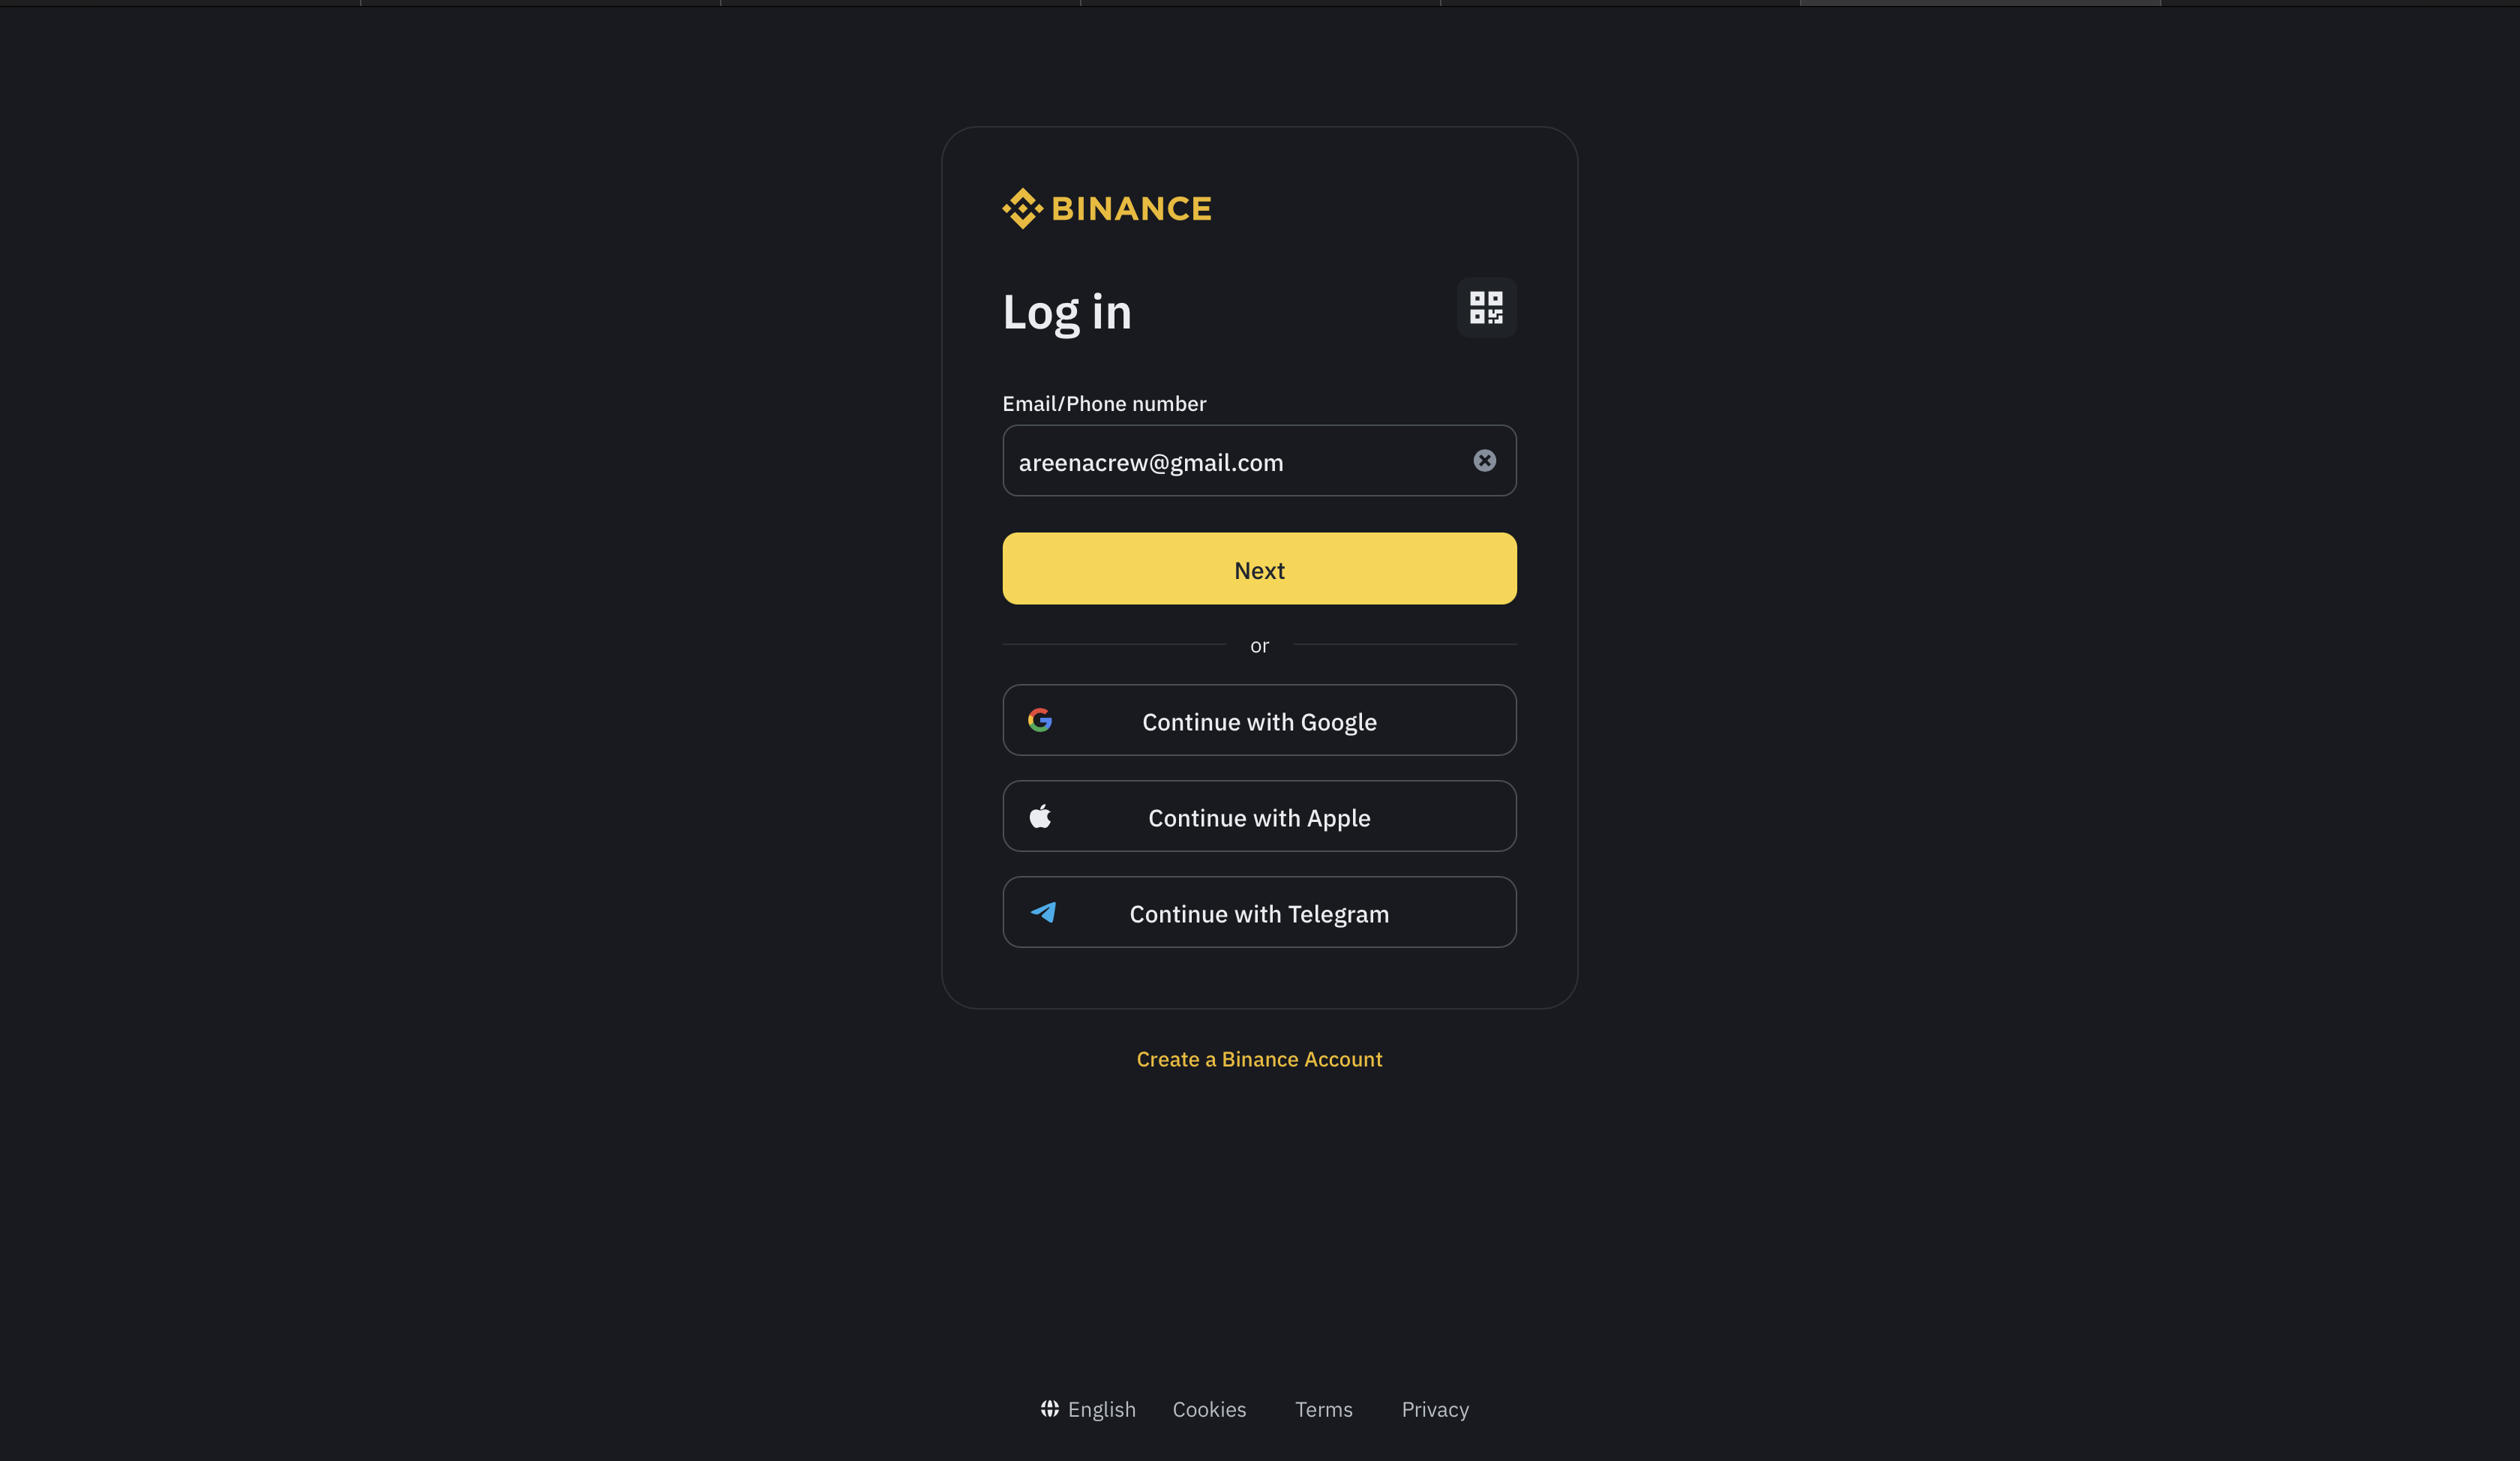 BINANCE
Log in
Email/Phone number
areenacrew@gmail.com
Next
or
Continue with Google
Continue with Apple
Continue with Telegram
Create a Binance Account
English Cookies Terms Privacy